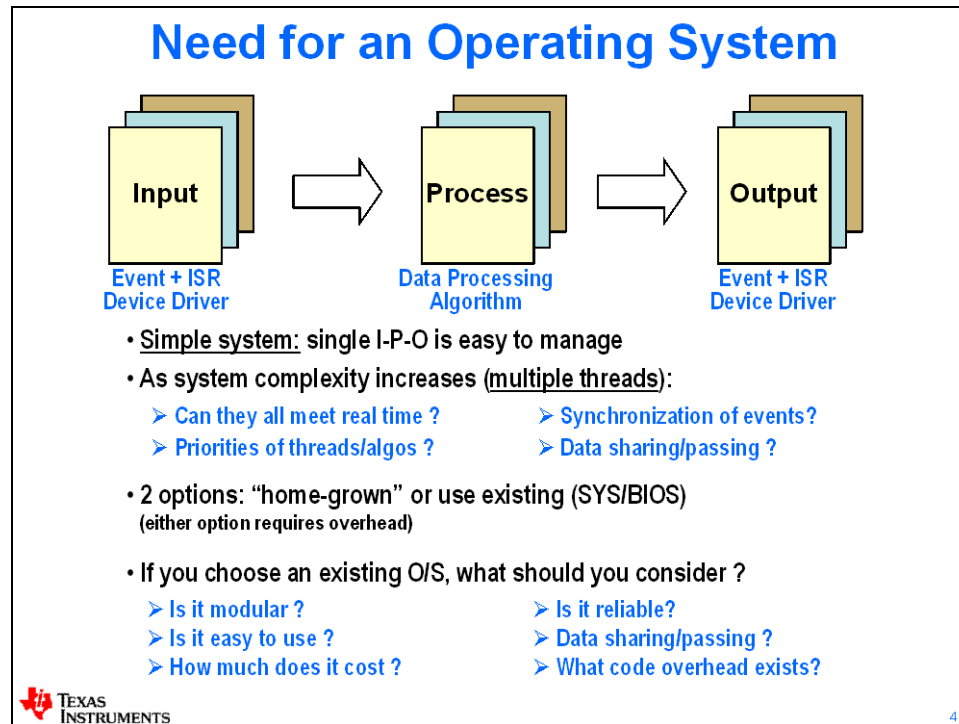 Need for an Operating System
Input
Process
Output
Event + ISR
Device Driver
Data Processing
Algorithm
Event + ISR
Device Driver
• Simple system: single I-P-O is easy to manage
• As system complexity increases (multiple threads):
➢ Can they all meet real time ?
➢ Synchronization of events?
➢ Priorities of threads/algos ?
➢ Data sharing/passing ?
• 2 options: “home-grown” or use existing (SYS/BIOS)
(either option requires overhead)
• If you choose an existing O/S, what should you consider ?
➢ Is it modular ?
➢ Is it reliable?
➢ Is it easy to use ?
➢ Data sharing/passing ?
➢ How much does it cost ?
➢ What code overhead exists?
TEXAS
INSTRUMENTS
4